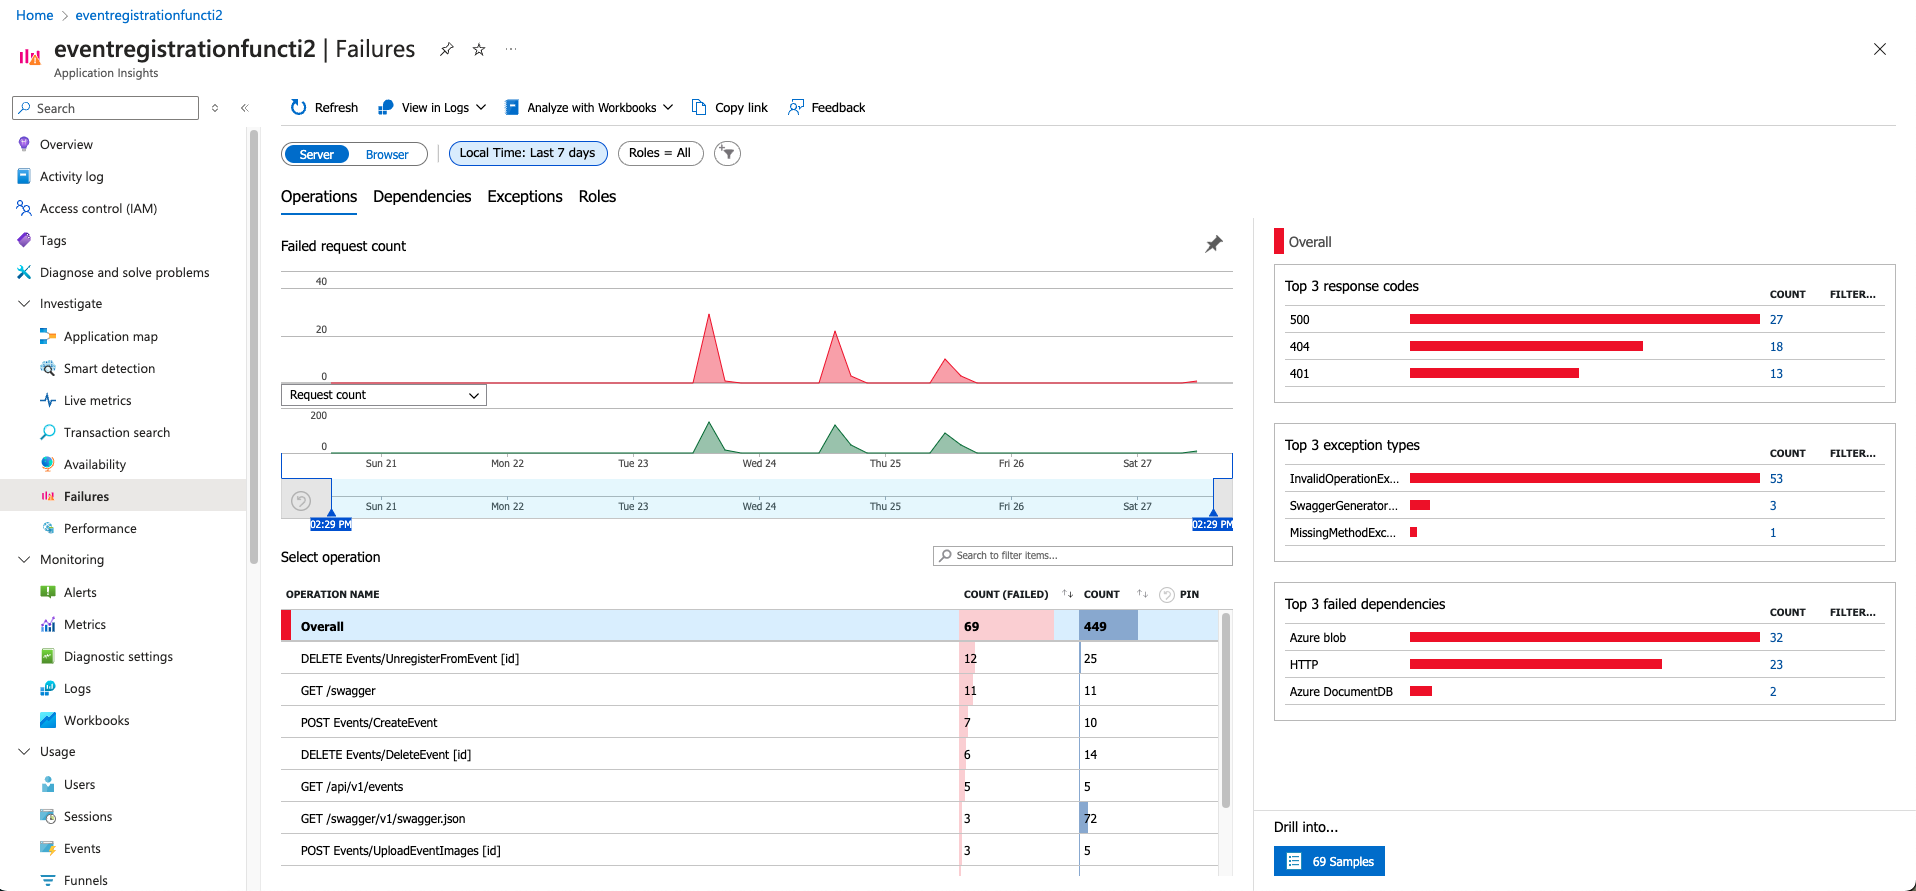 Home > eventregistrationfuncti2
eventregistrationfuncti2 | Failures
Application Insights
Search
Overview
Activity log
Access control (IAM)
Tags
Diagnose and solve problems
Investigate
Application map
Smart detection
Live metrics
Transaction search
Availability
Failures
Performance
Monitoring
Alerts
Metrics
Diagnostic settings
Logs
Workbooks
Usage
Users
Sessions
Events
Funnels
Refresh View in Logs Analyze with Workbooks Copy link Feedback
Server Browser Local Time: Last 7 days Roles = All
Operations Dependencies Exceptions Roles
Failed request count
40
20
0
Request count
200
0
Sun 21 Mon 22 Tue 23 Wed 24 Thu 25 Fri 26 Sat 27
Sun 21 Mon 22 Tue 23 Wed 24 Thu 25 Fri 26 Sat 27
02:29 PM 02:29 PM
Select operation
Search to filter items...
OPERATION NAME COUNT (FAILED) COUNT PIN
Overall 69 449
DELETE Events/UnregisterFromEvent [id] 12 25
GET /swagger 11 11
POST Events/CreateEvent 7 10
DELETE Events/DeleteEvent [id] 6 14
GET /api/v1/events 5 5
GET /swagger/v1/swagger.json 3 72
POST Events/UploadEventImages [id] 3 5
Overall
Top 3 response codes
COUNT FILTER...
500 27
404 18
401 13
Top 3 exception types
COUNT FILTER...
InvalidOperationEx... 53
SwaggerGenerator... 3
MissingMethodExc... 1
Top 3 failed dependencies
COUNT FILTER...
Azure blob 32
HTTP 23
Azure DocumentDB 2
Drill into...
69 Samples